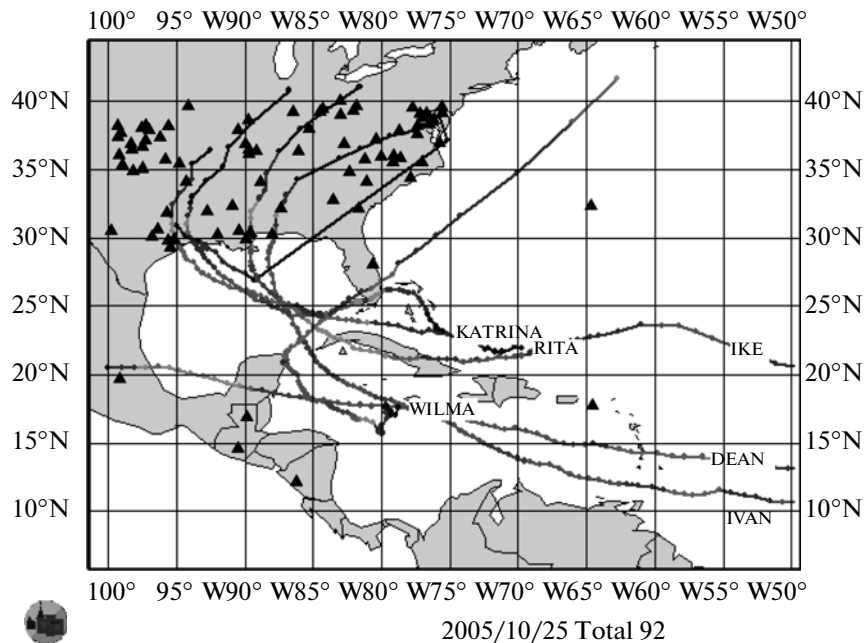 100° 95° W90° W85° W80° W75° W70° W65° W60° W55° W50°
40°N 40°N
35°N 35°N
30°N 30°N
25°N 25°N
KATRINA
RITA IKE
20°N 20°N
WILMA
15°N 15°N
DEAN
10°N 10°N
IVAN
100° 95° W90° W85° W80° W75° W70° W65° W60° W55° W50°
2005/10/25 Total 92